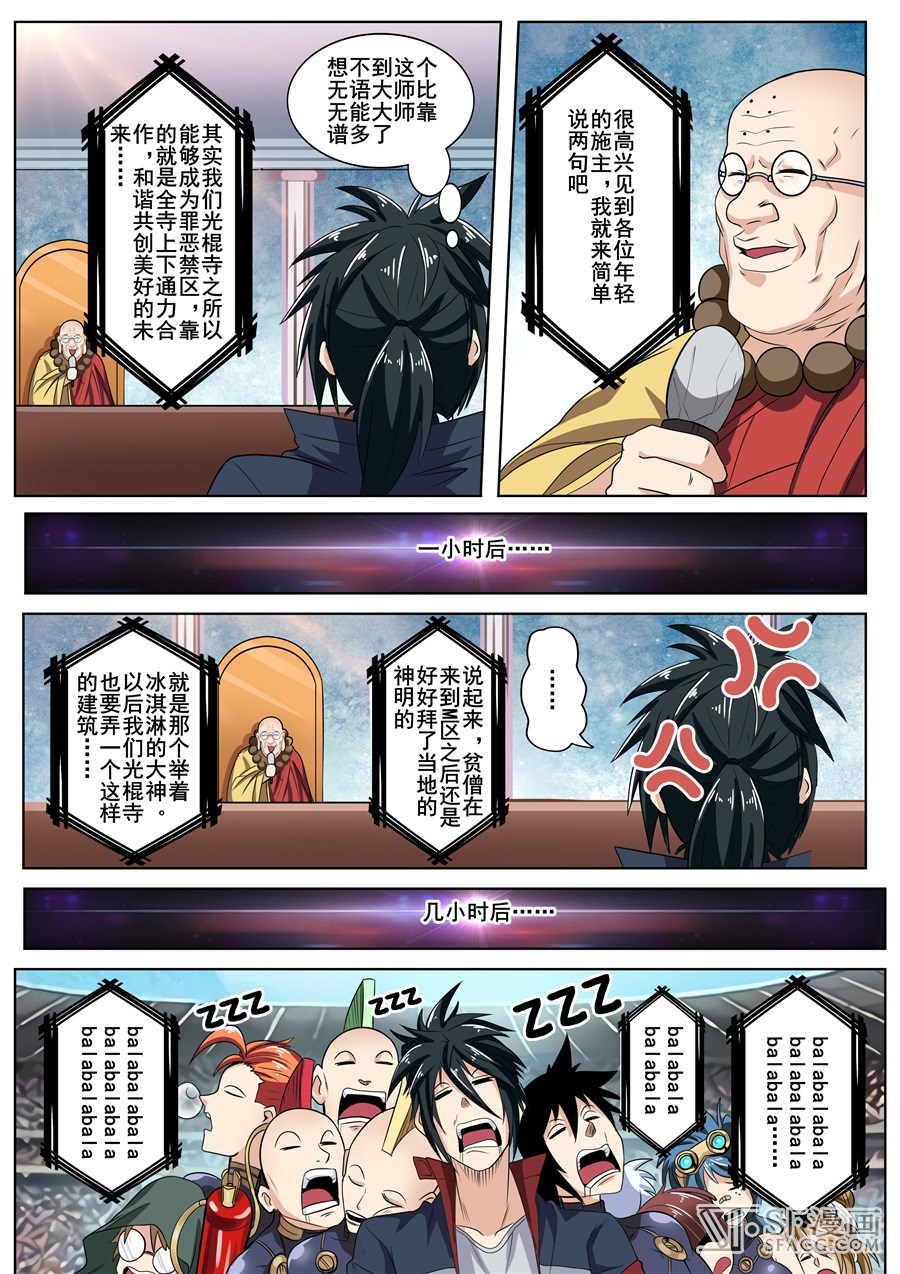 很高兴见到各位年轻
的施主，我就来简单
说两句吧
想不到这个
无语大师比
无能大师靠
谱多了
其实我们光棍寺之所以
能够成为罪恶禁区，靠
的就是全寺上下通力合
作，和谐共创美好的未
来……
一小时后……
……
说起来，贫僧在
来到M区之后还是
好好拜了当地的
神明的
就是那个举着
冰淇淋的大神。
以后我们光棍寺
也要弄一个这样
的建筑……
几小时后……
balabalabala
balabalabala
balabala……
balabala
balabala
ZZZ
ZZZ
ZZZ
balabalabala
balabalabala
balabalabala
SF漫画
SFACG.COM